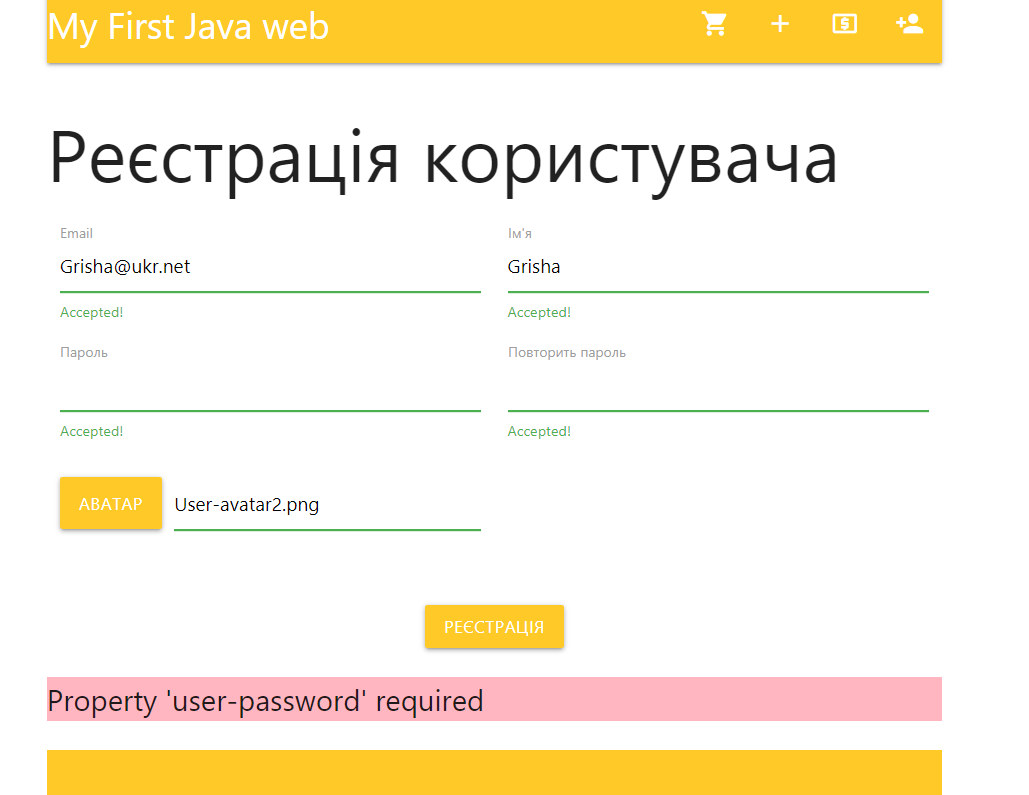 My First Java web
Реєстрація користувача
Email
Ім'я
Grisha@ukr.net
Grisha
Accepted!
Accepted!
Пароль
Повторить пароль
Accepted!
Accepted!
АВАТАР
User-avatar2.png
РЕЄСТРАЦІЯ
Property 'user-password' required